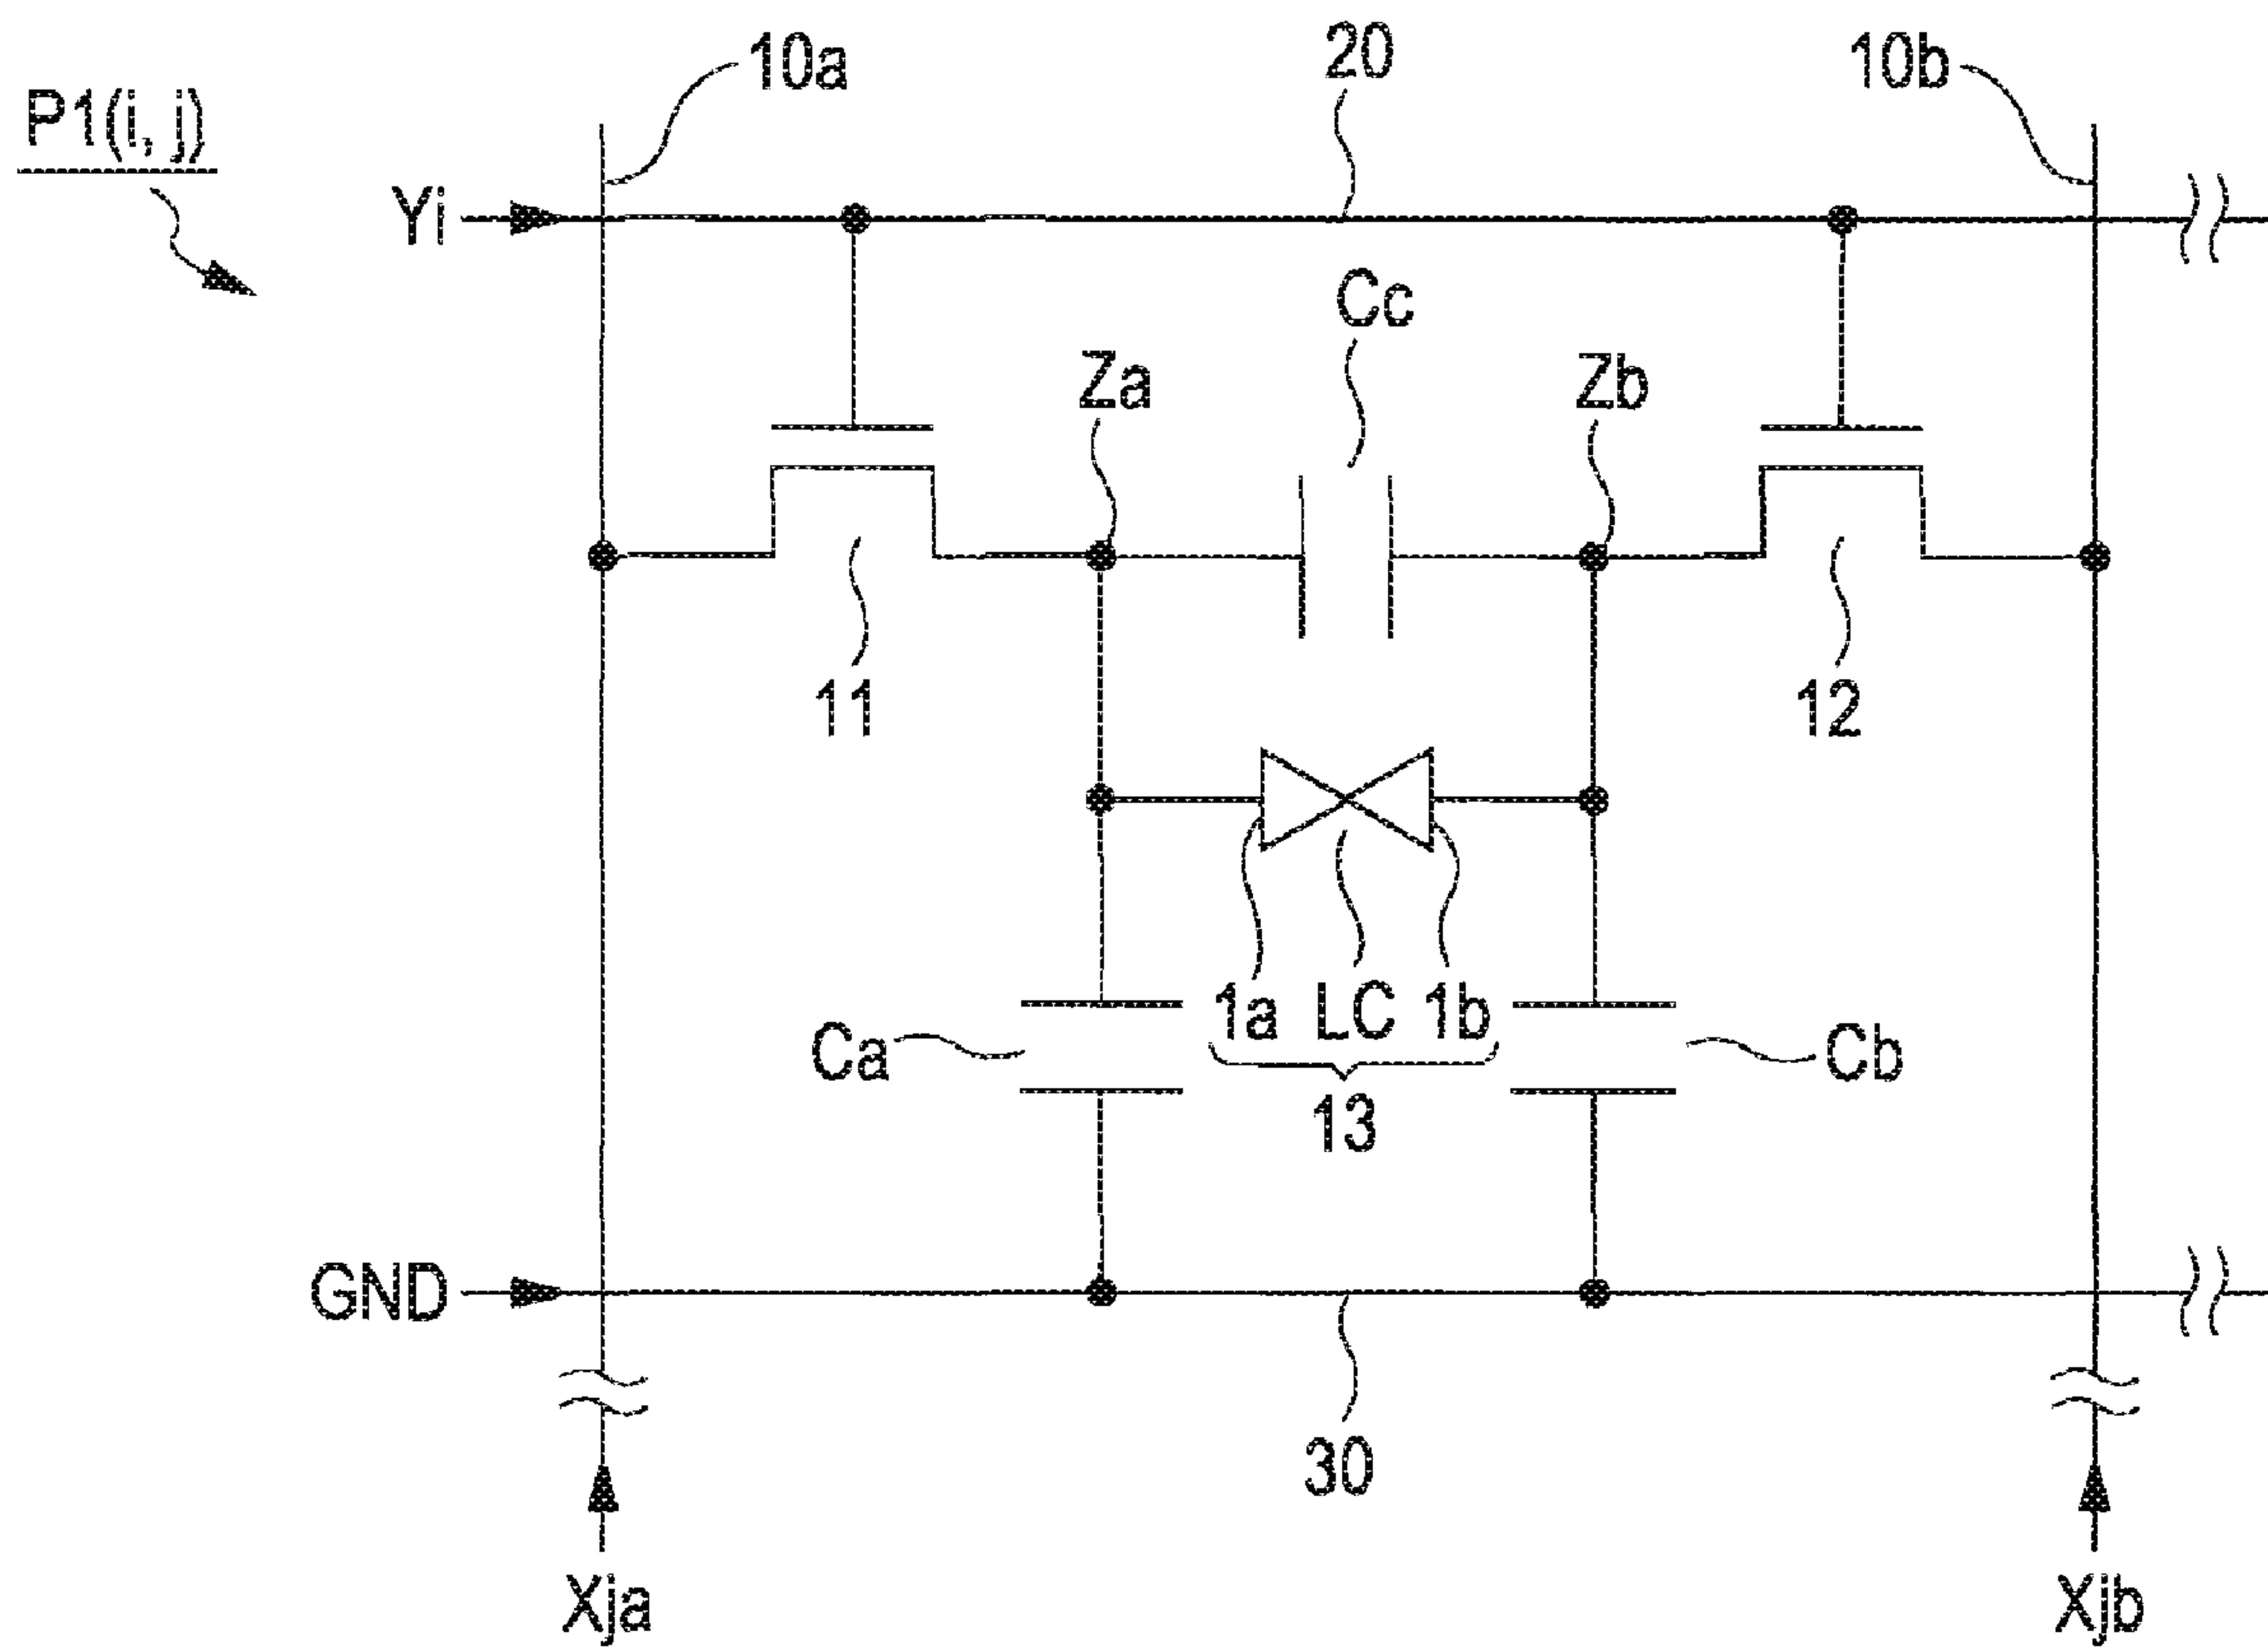 P1(i, j)
10a
20
10b
Yi
Cc
Za
Zb
11
12
1a LC 1b
Ca
Cb
13
GND
30
Xja
Xjb